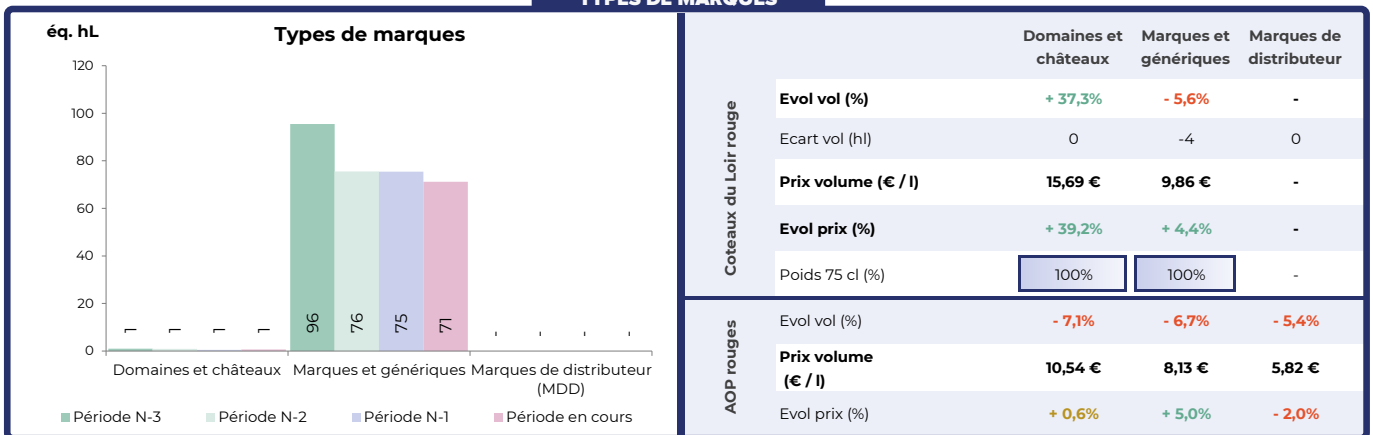 TYPES DE MARQUES
éq. hL
Types de marques
120
100
80
60
40
20
0
1
1
1
1
96
76
75
71
-
-
-
-
Domaines et châteaux
Marques et génériques
Marques de distributeur
(MDD)
Période N-3
Période N-2
Période N-1
Période en cours
Domaines et châteaux
Marques et génériques
Marques de distributeur
Coteaux du Loir rouge
Evol vol (%) + 37,3% - 5,6% -
Ecart vol (hl) 0 -4 0
Prix volume (€ / l) 15,69 € 9,86 € -
Evol prix (%) + 39,2% + 4,4% -
Poids 75 cl (%) 100% 100% -
AOP rouges
Evol vol (%) - 7,1% - 6,7% - 5,4%
Prix volume
(€ / l) 10,54 € 8,13 € 5,82 €
Evol prix (%) + 0,6% + 5,0% - 2,0%